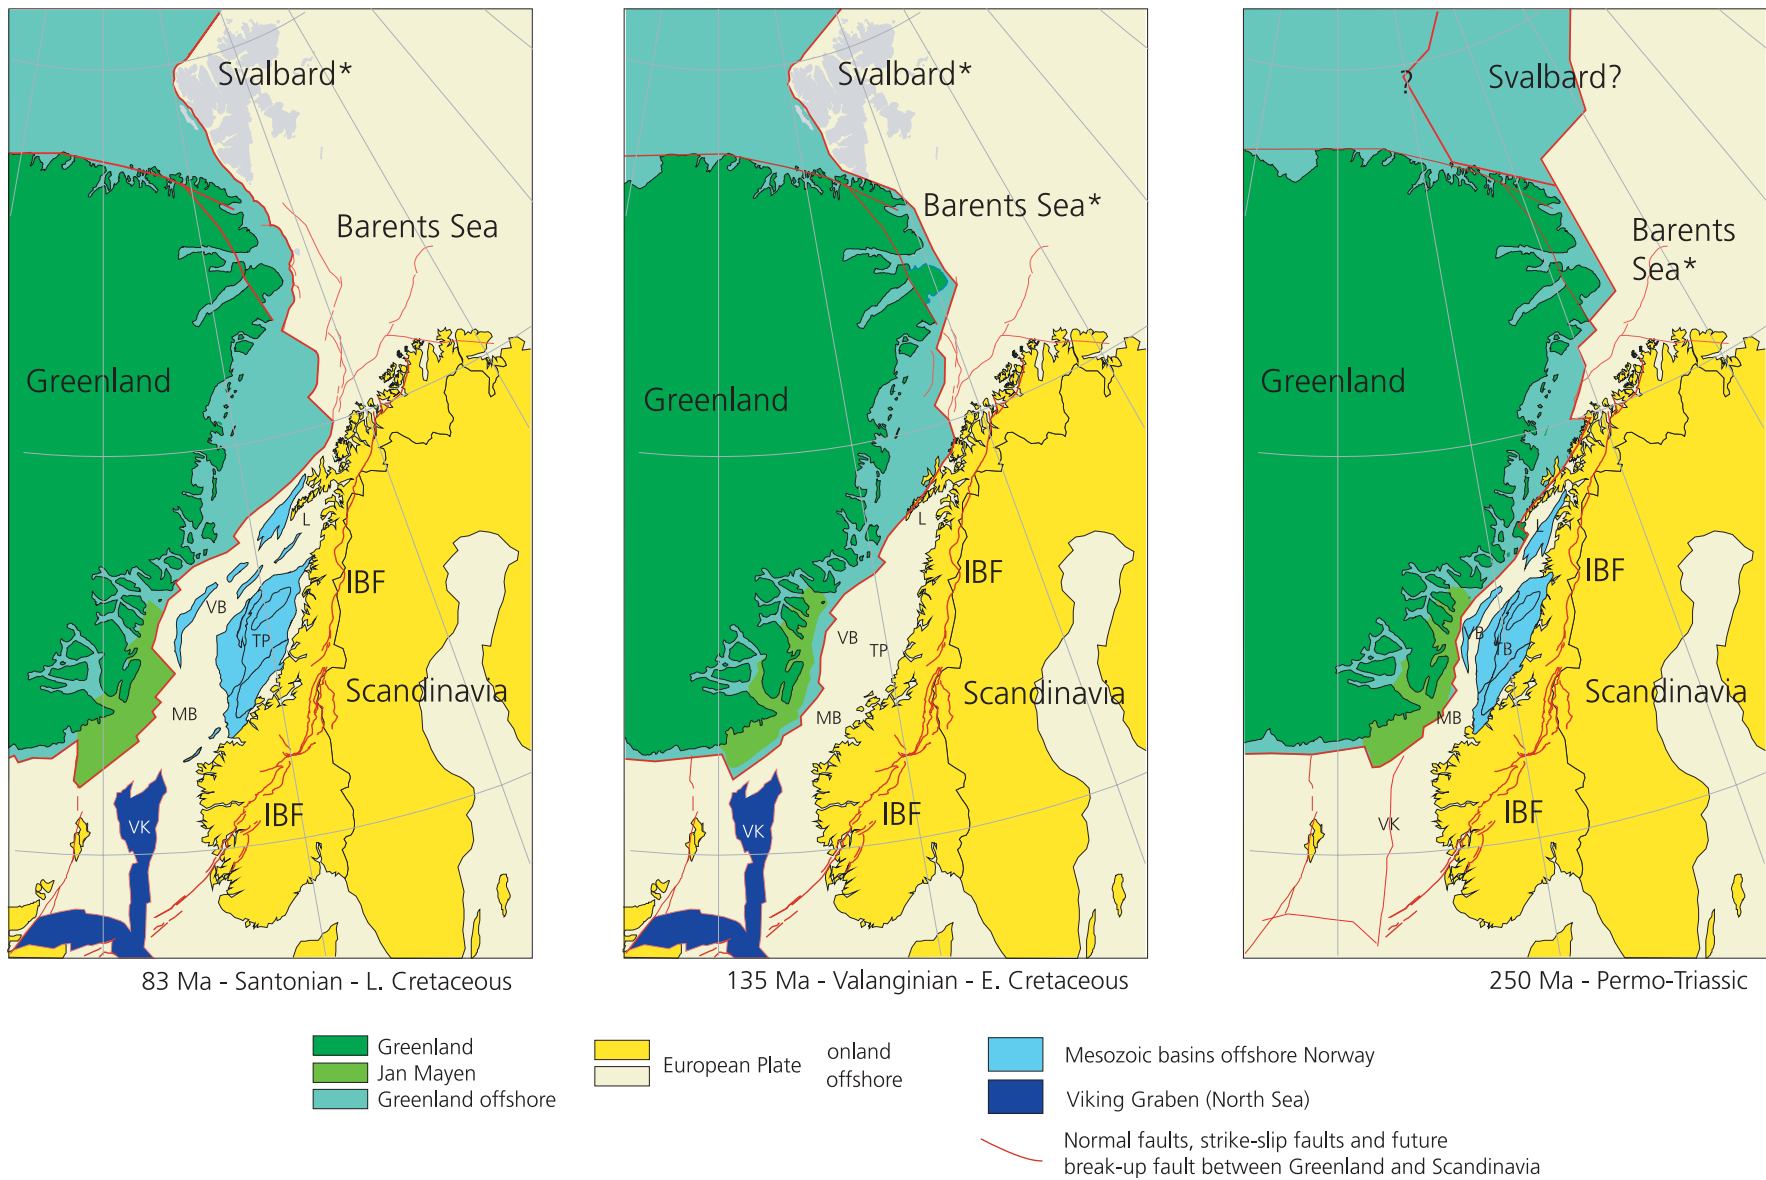 Svalbard*
Barents Sea
Greenland
L
IBF
VB
TP
Scandinavia
MB
IBF
VK
83 Ma - Santonian - L. Cretaceous
Svalbard*
Barents Sea*
Greenland
L
IBF
VB
TP
Scandinavia
MB
IBF
VK
135 Ma - Valanginian - E. Cretaceous
?
Svalbard?
Barents
Sea*
Greenland
L
IBF
VB
TB
Scandinavia
MB
IBF
VK
250 Ma - Permo-Triassic
Greenland
Jan Mayen
Greenland offshore
European Plate
onland
offshore
Mesozoic basins offshore Norway
Viking Graben (North Sea)
Normal faults, strike-slip faults and future
break-up fault between Greenland and Scandinavia